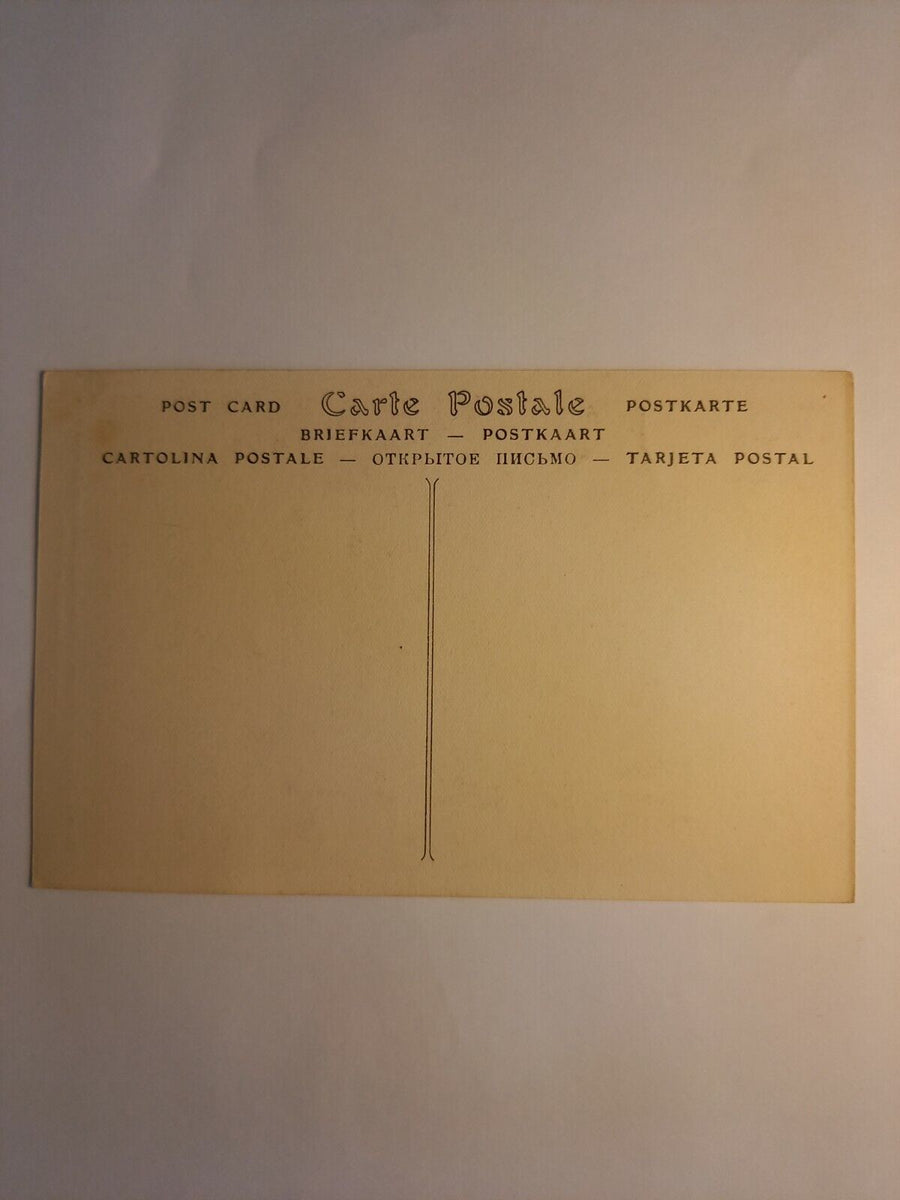 POST CARD Carte Postale POSTKARTE
BRIEFKAART — POSTKAART
CARTOLINA POSTALE — ОТКРЫТОЕ ПИСЬМО — TARJETA POSTAL